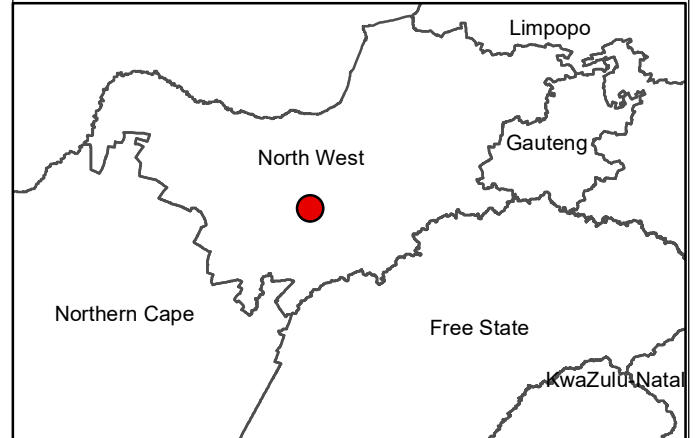 Limpopo
Gauteng
North West
Northern Cape
Free State
KwaZulu-Natal